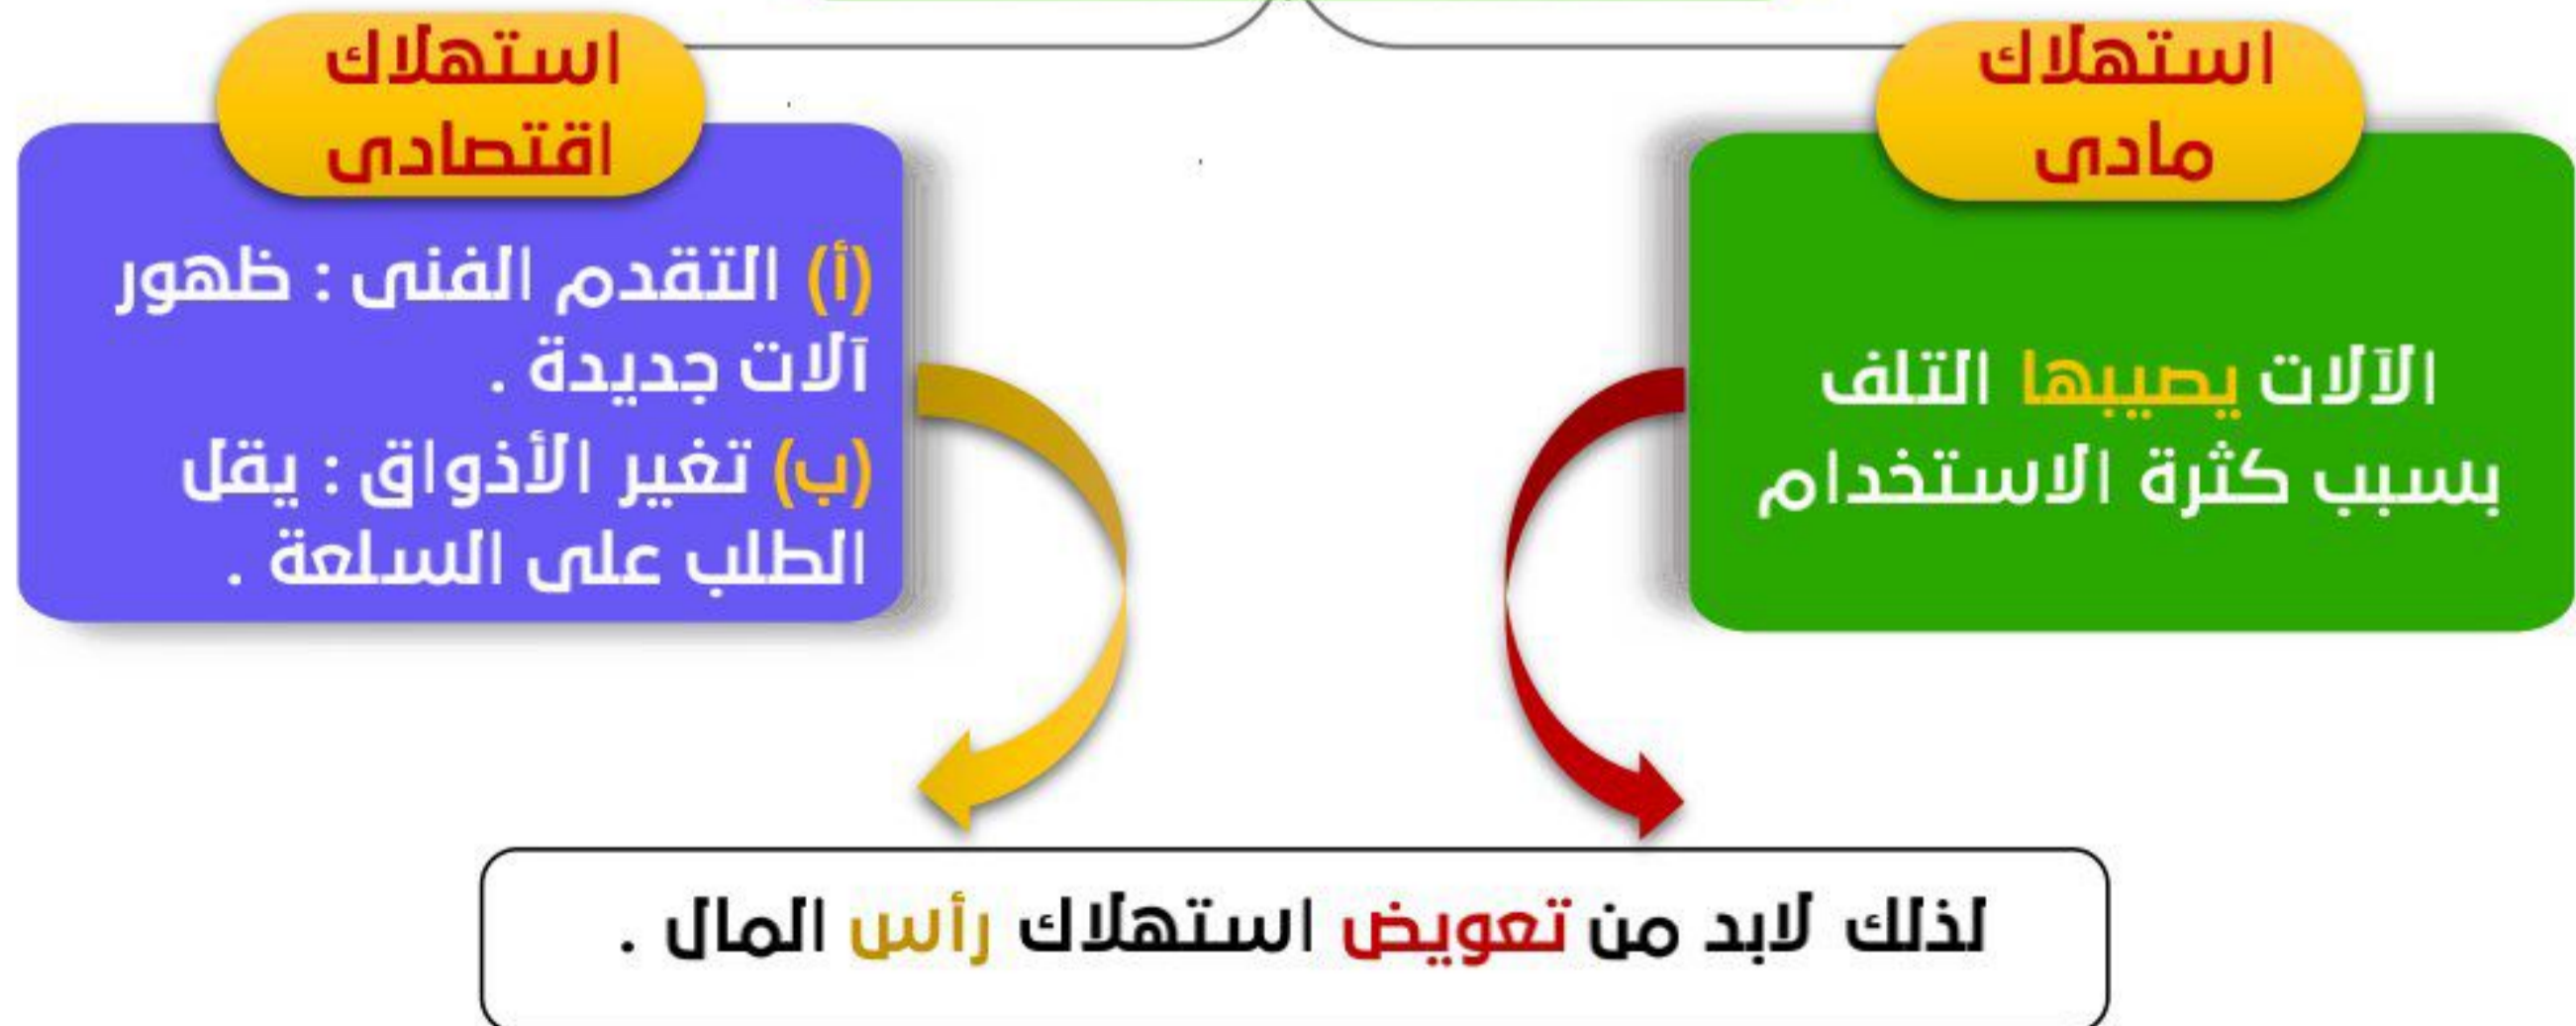 استهلاك
مادى
الآلات يصيبها التلف
بسبب كثرة الاستخدام
استهلاك
اقتصادى
(أ) التقدم الفنى : ظهور
آلات جديدة .
(ب) تغير الأذواق : يقل
الطلب على السلعة .
لذلك لابد من تعويض استهلاك رأس المال .